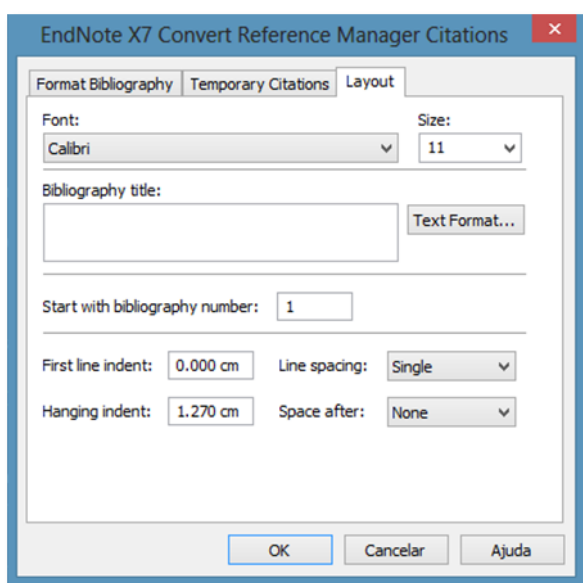 EndNote X7 Convert Reference Manager Citations
Format Bibliography Temporary Citations Layout
Font: Size:
Calibri 11
Bibliography title:
Text Format...
Start with bibliography number: 1
First line indent: 0.000 cm Line spacing: Single
Hanging indent: 1.270 cm Space after: None
OK Cancelar Ajuda